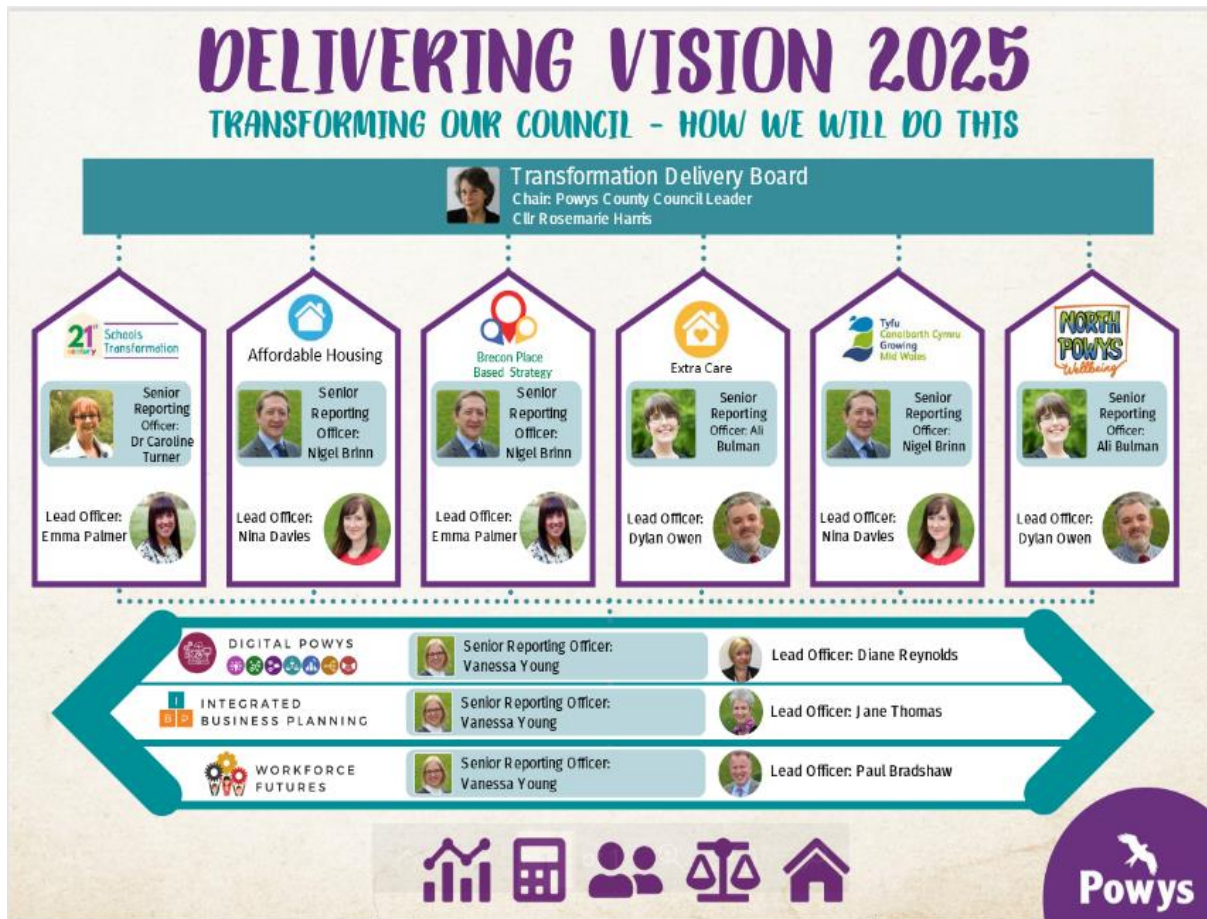 DELIVERING VISION 2025
TRANSFORMING OUR COUNCIL - HOW WE WILL DO THIS
Transformation Delivery Board
Chair: Powys County Council Leader
Cllr Rosemarie Harris
21st Century
Schools
Transformation
Senior
Reporting
Officer:
Dr Caroline
Turner
Lead Officer:
Emma Palmer
Affordable Housing
Senior
Reporting
Officer:
Nigel Brinn
Lead Officer:
Nina Davies
Brecon Place
Based Strategy
Senior
Reporting
Officer:
Nigel Brinn
Lead Officer:
Emma Palmer
Extra Care
Senior
Reporting
Officer: Ali
Bulman
Lead Officer:
Dylan Owen
Tyfu
Canolbarth Cymru
Growing
Mid Wales
Senior
Reporting
Officer:
Nigel Brinn
Lead Officer:
Nina Davies
NORTH
POWYS
Wellbeing
Senior
Reporting
Officer:
Ali Bulman
Lead Officer:
Dylan Owen
DIGITAL POWYS
Senior Reporting Officer:
Vanessa Young
Lead Officer: Diane Reynolds
I
B P
INTEGRATED
BUSINESS PLANNING
Senior Reporting Officer:
Vanessa Young
Lead Officer: Jane Thomas
WORKFORCE
FUTURES
Senior Reporting Officer:
Vanessa Young
Lead Officer: Paul Bradshaw
Powys